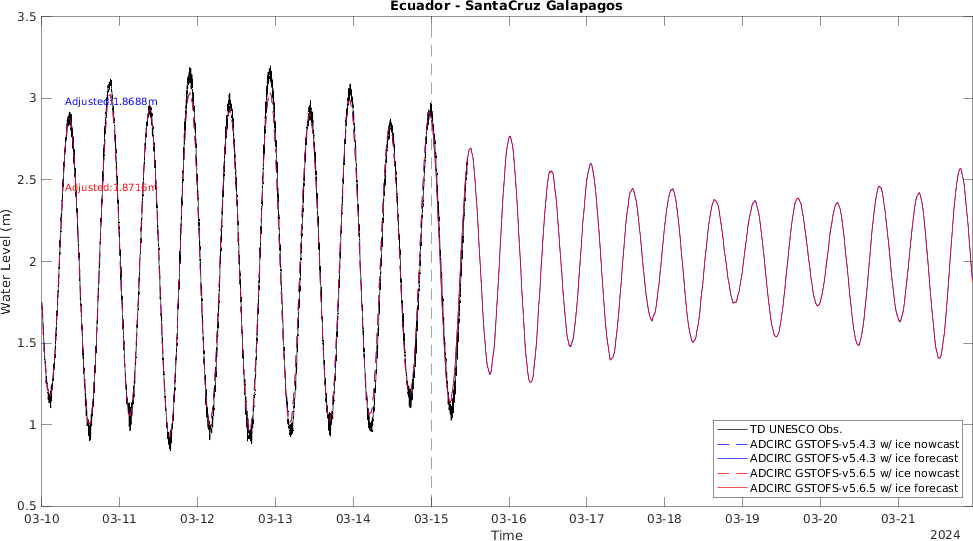 Ecuador - SantaCruz Galapagos
3.5
3
2.5
2
1.5
1
0.5
Water Level (m)
Adjusted:1.8688m
Adjusted:1.8716m
TD UNESCO Obs.
ADCIRC GSTOFS-v5.4.3 w/ ice nowcast
ADCIRC GSTOFS-v5.4.3 w/ ice forecast
ADCIRC GSTOFS-v5.6.5 w/ ice nowcast
ADCIRC GSTOFS-v5.6.5 w/ ice forecast
03-10 03-11 03-12 03-13 03-14 03-15 03-16 03-17 03-18 03-19 03-20 03-21
Time
2024